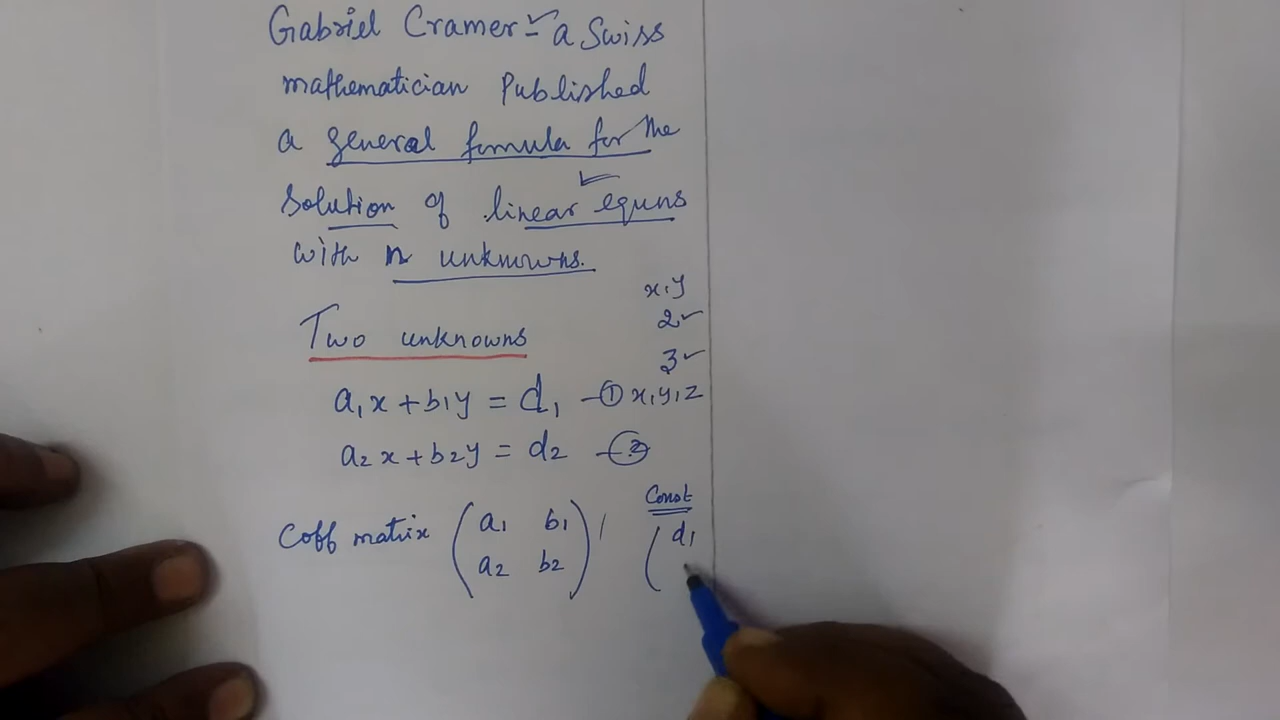 Gabriel Cramer - a Swiss
mathematician Published
a general formula for the
solution of linear equns
with n unknowns.
x,y
Two unknowns 2
3
a₁x + b₁y = d₁ - ① x,y,z
a₂x + b₂y = d₂ - ②
Const
Coff matrix ( a₁ b₁ ) , ( d₁
a₂ b₂